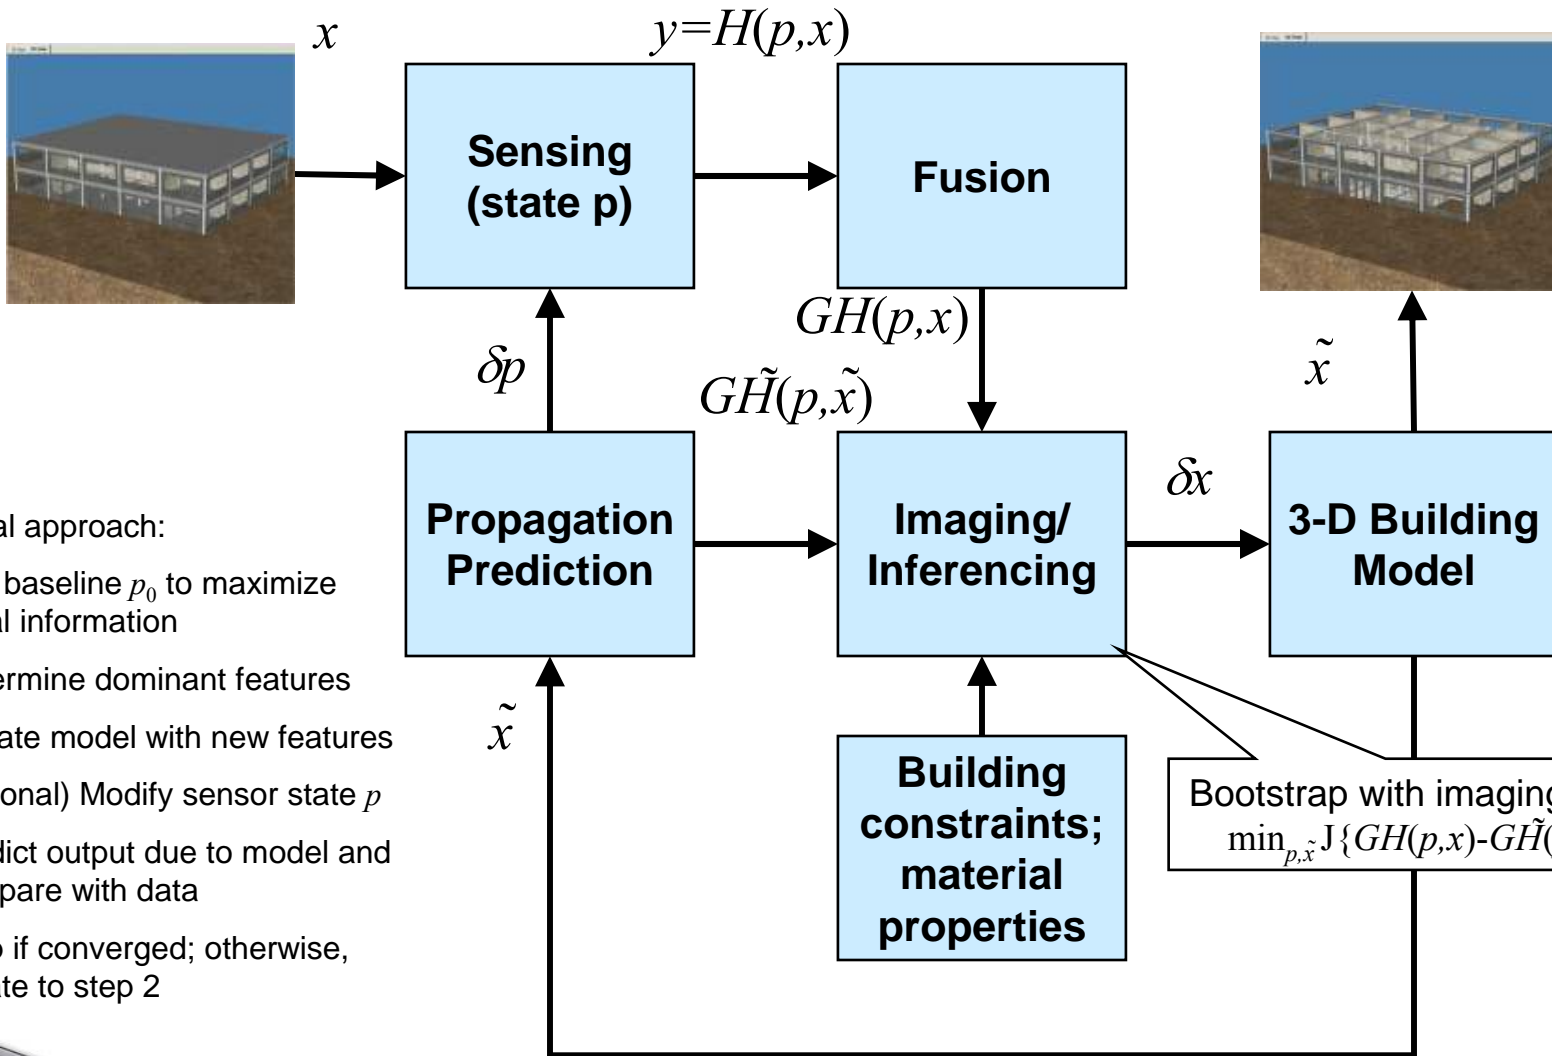 x
y=H(p,x)
Sensing
(state p)
Fusion
GH(p,x)
δp
GH̃(p,x̃)
x̃
δx
Propagation
Prediction
Imaging/
Inferencing
3-D Building
Model
al approach:
baseline p₀ to maximize
al information
ermine dominant features
ate model with new features
onal) Modify sensor state p
dict output due to model and
pare with data
if converged; otherwise,
ate to step 2
x̃
Building
constraints;
material
properties
Bootstrap with imaging
min_{p,x̃} J{GH(p,x)-GH̃(